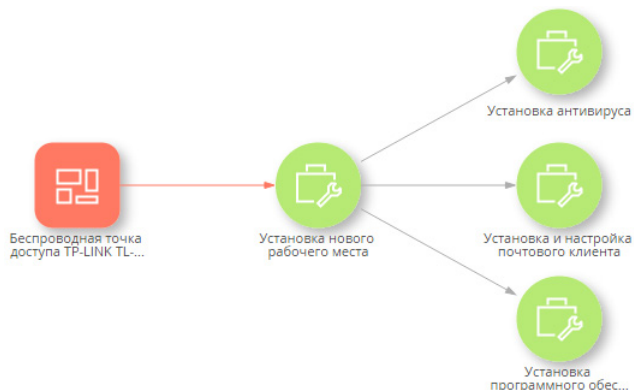 Установка антивируса
Беспроводная точка
доступа TP-LINK TL-...
Установка нового
рабочего места
Установка и настройка
почтового клиента
Установка
программного обес...